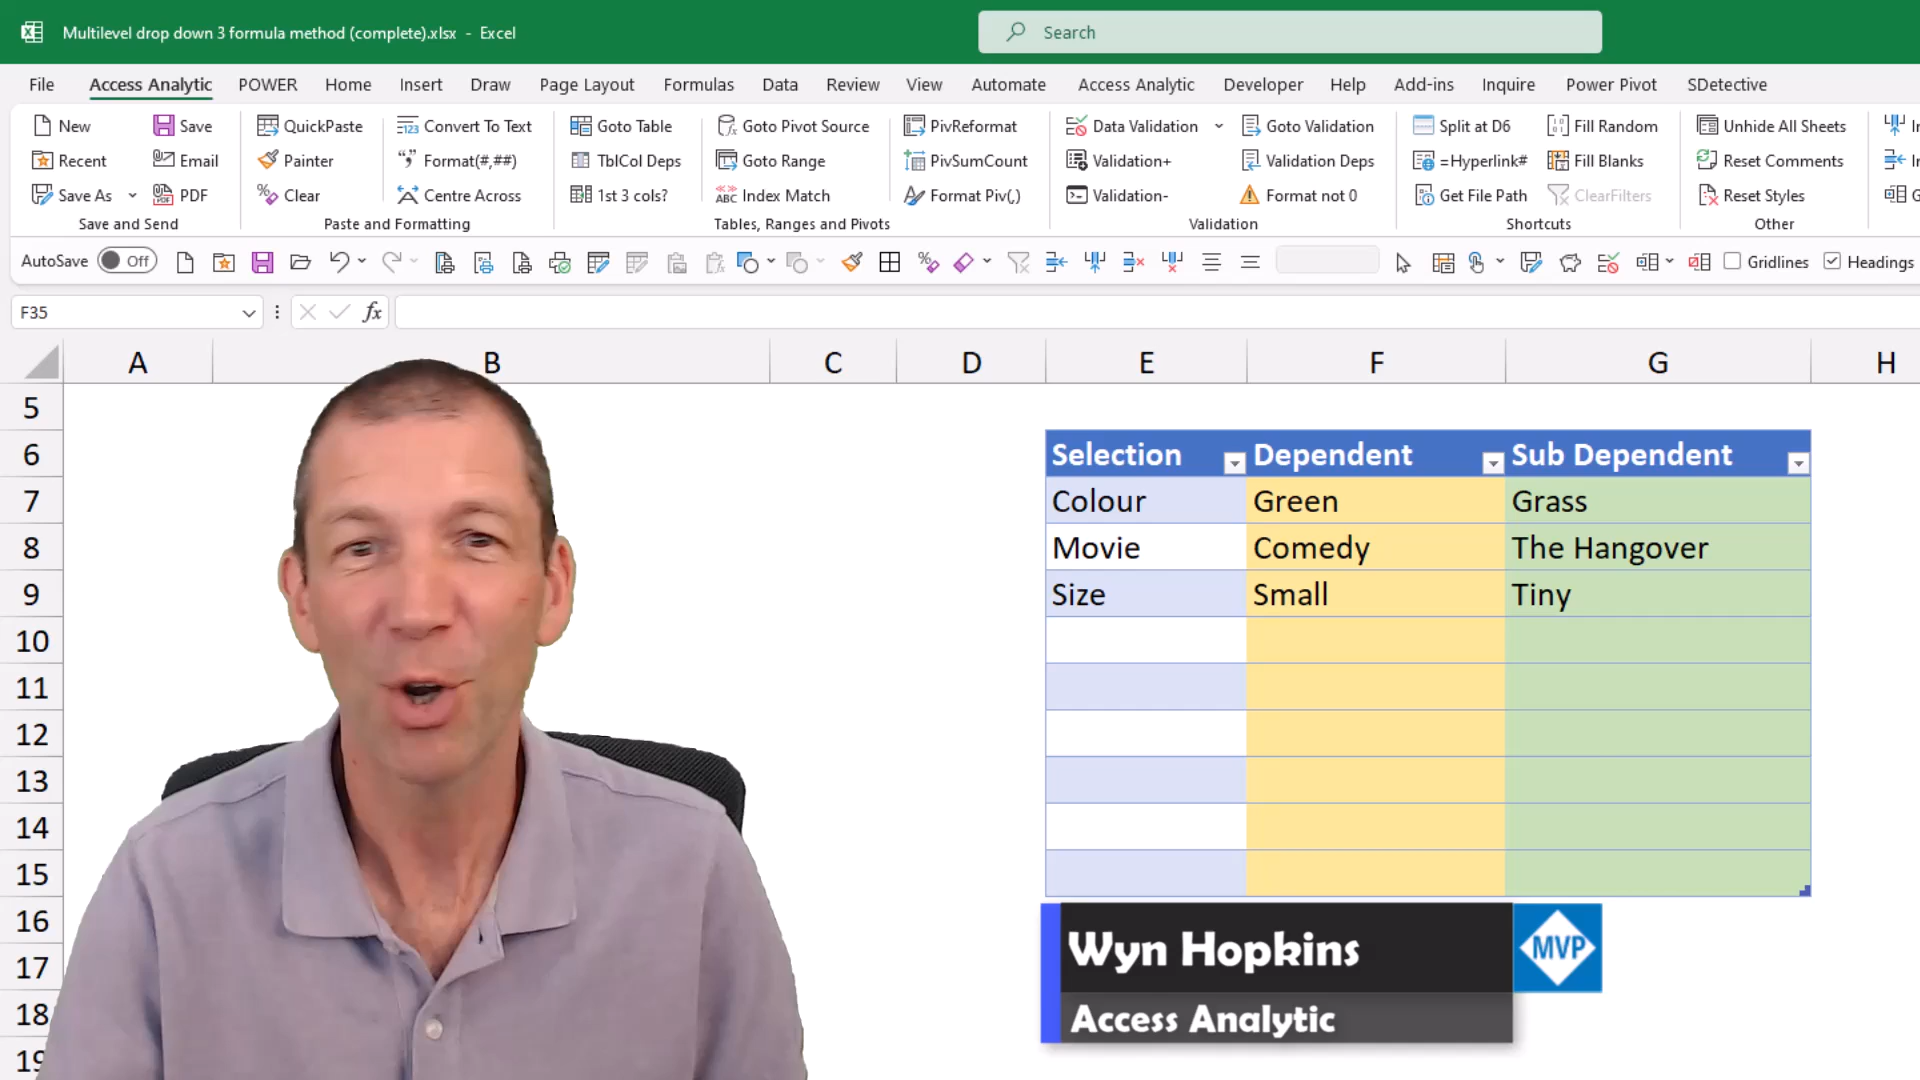 Multilevel drop down 3 formula method (complete).xlsx - Excel
Search
File Access Analytic POWER Home Insert Draw Page Layout Formulas Data Review View Automate Access Analytic Developer Help Add-ins Inquire Power Pivot SDetective
New Save QuickPaste Convert To Text Goto Table Goto Pivot Source PivReformat Data Validation Goto Validation Split at D6 Fill Random Unhide All Sheets
Recent Email Painter Format(#,##) TblCol Deps Goto Range PivSumCount Validation+ Validation Deps =Hyperlink# Fill Blanks Reset Comments
Save As PDF Clear Centre Across 1st 3 cols? Index Match Format Piv(,) Validation- Format not 0 Get File Path ClearFilters Reset Styles
Save and Send Paste and Formatting Tables, Ranges and Pivots Validation Shortcuts Other
AutoSave Off Gridlines Headings
F35 fx
A B C D E F G H
5
6 Selection Dependent Sub Dependent
7 Colour Green Grass
8 Movie Comedy The Hangover
9 Size Small Tiny
10
11
12
13
14
15
16
17
18
19
Wyn Hopkins
MVP
Access Analytic